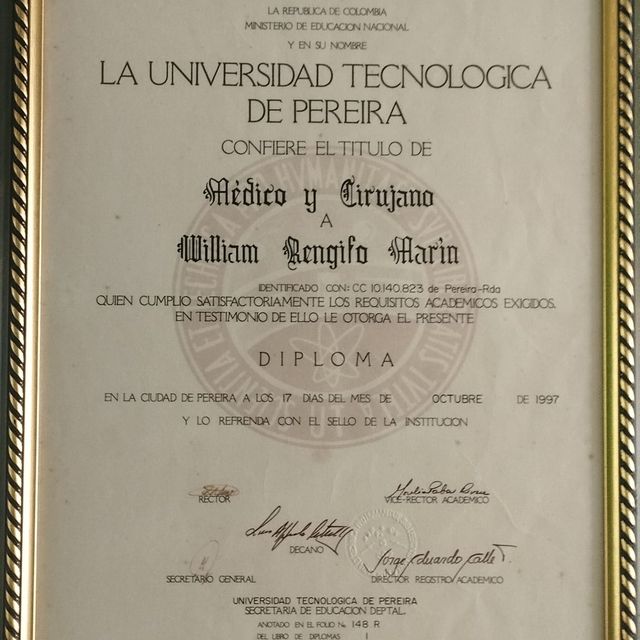 LA REPUBLICA DE COLOMBIA
MINISTERIO DE EDUCACION NACIONAL
Y EN SU NOMBRE
LA UNIVERSIDAD TECNOLOGICA
DE PEREIRA
CONFIERE EL TITULO DE
Médico y Cirujano
A
William Rengifo Marín
IDENTIFICADO CON: CC 10.140.823 de Pereira-Rda
QUIEN CUMPLIO SATISFACTORIAMENTE LOS REQUISITOS ACADEMICOS EXIGIDOS.
EN TESTIMONIO DE ELLO LE OTORGA EL PRESENTE
DIPLOMA
EN LA CIUDAD DE PEREIRA A LOS 17 DIAS DEL MES DE OCTUBRE DE 1997
Y LO REFRENDA CON EL SELLO DE LA INSTITUCION
RECTOR
VICE-RECTOR ACADEMICO
DECANO
Jorge Eduardo Calle T.
SECRETARIO GENERAL
DIRECTOR REGISTRO ACADEMICO
UNIVERSIDAD TECNOLOGICA DE PEREIRA
SECRETARIA DE EDUCACION DEPTAL.
ANOTADO EN EL FOLIO No 148 R
DEL LIBRO DE DIPLOMAS 1